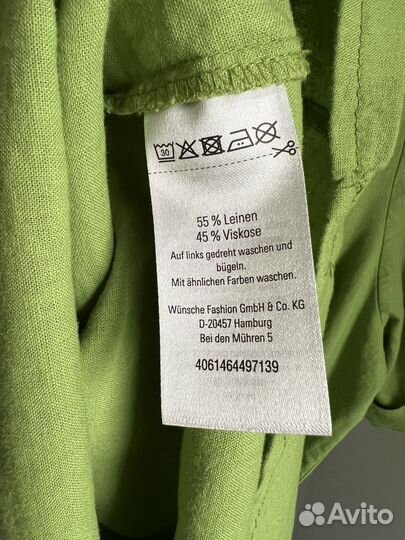 30
55 % Leinen
45 % Viskose
Auf links gedreht waschen und
bügeln.
Mit ähnlichen Farben waschen.
Wünsche Fashion GmbH & Co. KG
D-20457 Hamburg
Bei den Mühren 5
4061464497139
Avito